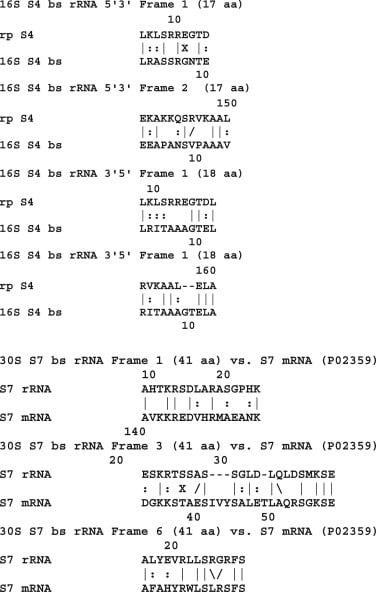 16S S4 bs rRNA 5'3' Frame 1 (17 aa)
10
rp S4 LKLSRREGTD
|::| |X |:
16S S4 bs LRASSRGNTE
10
16S S4 bs rRNA 5'3' Frame 2 (17 aa)
150
rp S4 EKAKKQSRVKAAL
|:| :|/ ||:
16S S4 bs EEAPANSVPAAAV
10
16S S4 bs rRNA 3'5' Frame 1 (18 aa)
10
rp S4 LKLSRREGTDL
|::: ||:|
16S S4 bs LRITAAAGTEL
10
16S S4 bs rRNA 3'5' Frame 1 (18 aa)
160
rp S4 RVKAAL--ELA
|: ||: |||
16S S4 bs RITAAAGTELA
10
30S S7 bs rRNA Frame 1 (41 aa) vs. S7 mRNA (P02359)
10 20
S7 rRNA AHTKRSDLARASGPHK
| || |: |: : |
S7 mRNA AVKKREDVHRMAEANK
140
30S S7 bs rRNA Frame 3 (41 aa) vs. S7 mRNA (P02359)
20 30
S7 rRNA ESKRTSSAS---SGLD-LQLDSMKSE
: :|X /| |:|: |\ | |||
S7 mRNA DGKKSTAESIVYSALETLAQRSGKSE
40 50
30S S7 bs rRNA Frame 6 (41 aa) vs. S7 mRNA (P02359)
20
S7 rRNA ALYEVRLLSRGRFS
|: : | ||\/ ||
S7 mRNA AFAHYRWLSLRSFS